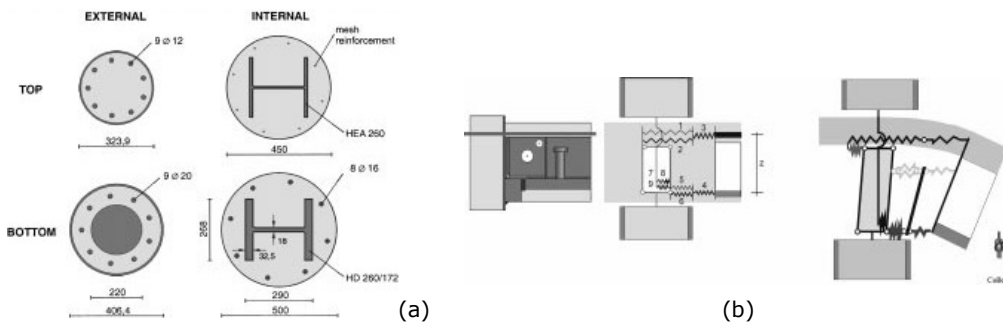 EXTERNAL INTERNAL
9 Ø 12
mesh
reinforcement
TOP
HEA 260
323,9
450
9 Ø 20
8 Ø 16
268
BOTTOM
18
32,5
HD 260/172
220
290
406,4
500
(a)
1
3
2
z
7 8
5
9
4
6
(b)